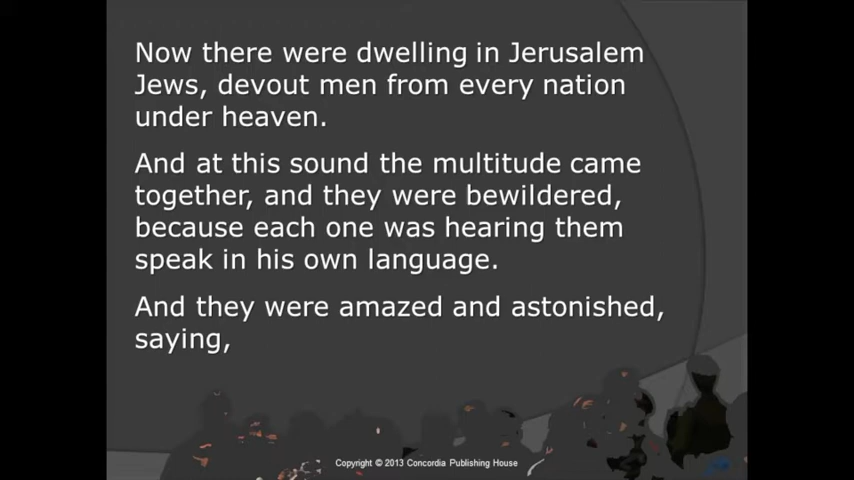 Now there were dwelling in Jerusalem
Jews, devout men from every nation
under heaven.
And at this sound the multitude came
together, and they were bewildered,
because each one was hearing them
speak in his own language.
And they were amazed and astonished,
saying,
Copyright © 2013 Concordia Publishing House